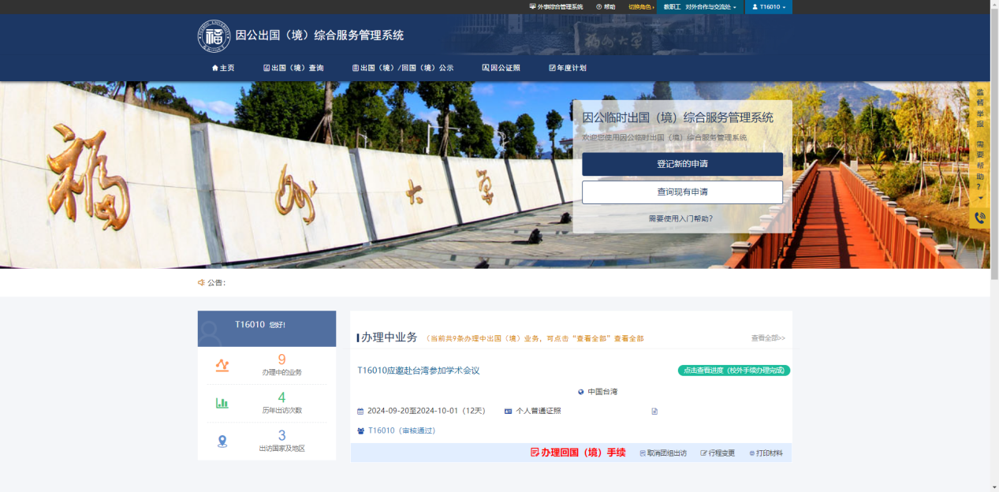 外事综合管理系统 帮助 切换角色 教职工 对外合作与交流处 T16010
因公出国（境）综合服务管理系统
主页 出国（境）查询 出国（境）/回国（境）公示 因公证照 年度计划
福州大学
因公临时出国（境）综合服务管理系统
欢迎您使用因公临时出国（境）综合服务管理系统
登记新的申请
查询现有申请
需要使用入门帮助？
监督举报
需要帮助？
公告：
T16010 您好！
9
办理中的业务
4
历年出访次数
3
出访国家及地区
办理中业务 （当前共9条办理中出国（境）业务，可点击“查看全部”查看全部 查看全部>>
T16010应邀赴台湾参加学术会议 点击查看进度（校外手续办理完成）
中国台湾
2024-09-20至2024-10-01（12天） 个人普通证照
T16010（审核通过）
办理回国（境）手续 取消团组出访 行程变更 打印材料